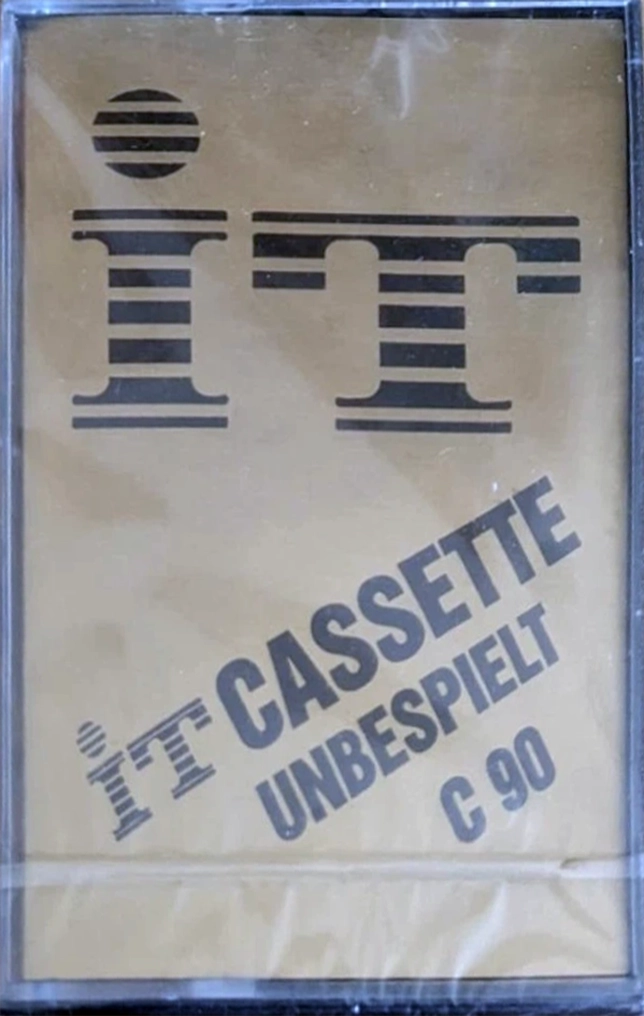 iT
iT CASSETTE
UNBESPIELT
C 90